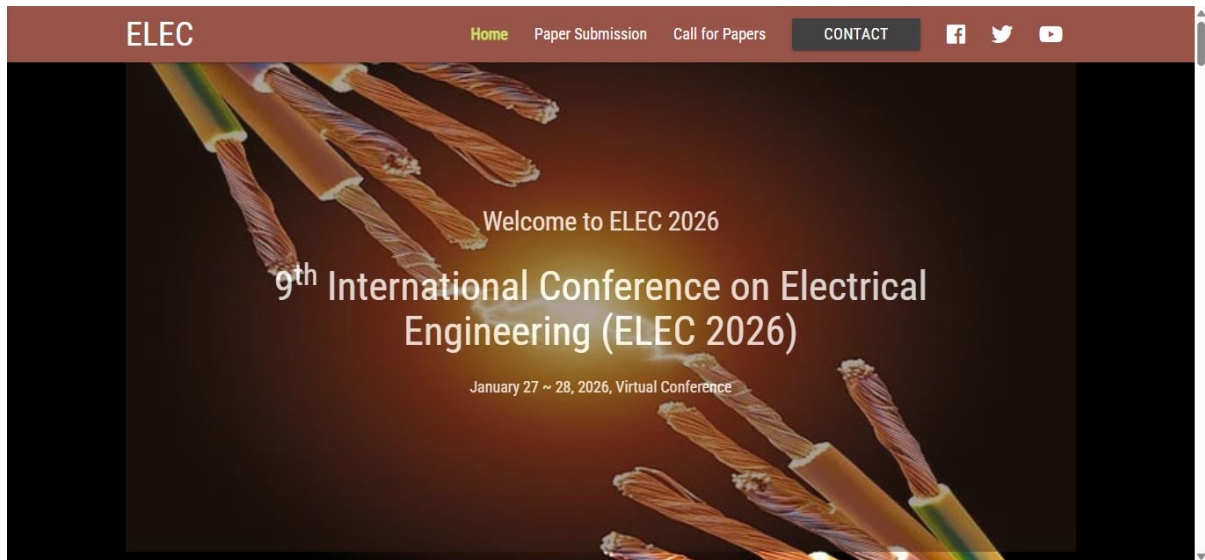 ELEC
Home Paper Submission Call for Papers CONTACT
Welcome to ELEC 2026
9th International Conference on Electrical
Engineering (ELEC 2026)
January 27 ~ 28, 2026, Virtual Conference